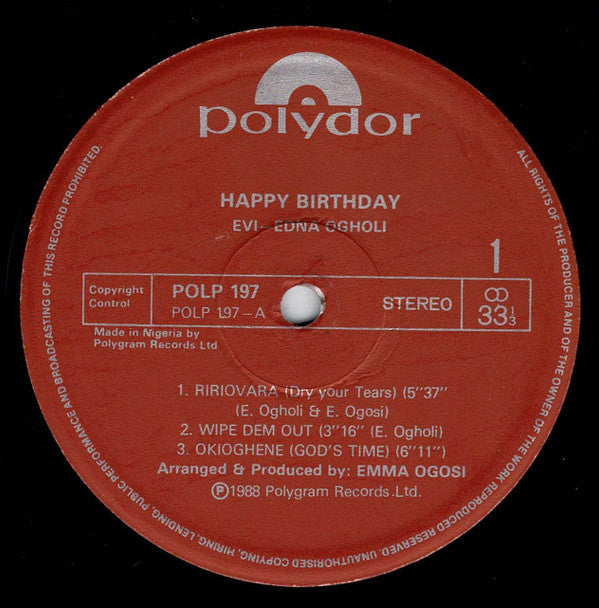 polydor
HAPPY BIRTHDAY
EVI-EDNA OGHOLI
1
Copyright
Control
POLP 197
POLP 197-A
STEREO
33 1/3
Made in Nigeria by
Polygram Records Ltd
1. RIRIOVARA (Dry your Tears) (5"37"
(E. Ogholi & E. Ogosi)
2. WIPE DEM OUT (3"16" (E. Ogholi)
3. OKIOGHENE (GOD'S TIME) (6"11")
Arranged & Produced by: EMMA OGOSI
Ⓟ1988 Polygram Records.Ltd.
ALL RIGHTS OF THE PRODUCER AND OF THE OWNER OF THE WORK REPRODUCED RESERVED. UNAUTHORISED COPYING, HIRING, LENDING, PUBLIC PERFORMANCE AND BROADCASTING OF THIS RECORD PROHIBITED.